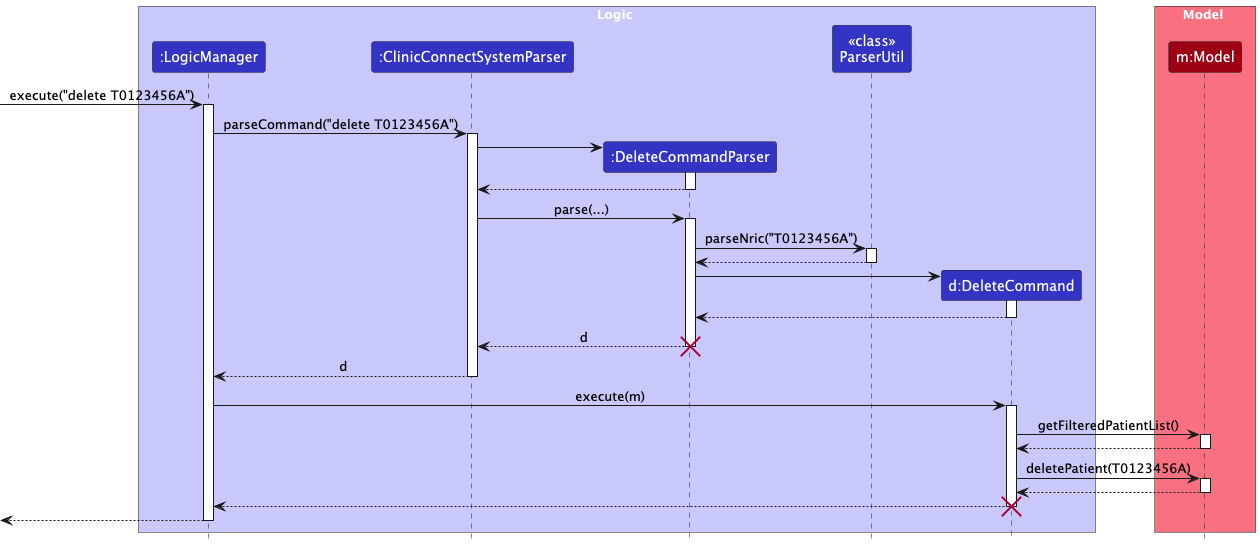 Logic
Model
:LogicManager
:ClinicConnectSystemParser
«class»
ParserUtil
m:Model
execute("delete T0123456A")
parseCommand("delete T0123456A")
:DeleteCommandParser
parse(...)
parseNric("T0123456A")
d:DeleteCommand
d
d
execute(m)
getFilteredPatientList()
deletePatient(T0123456A)